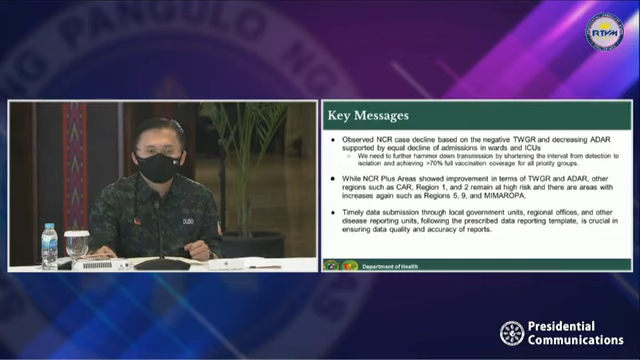 SANG PANGULO NG
RTVM
Key Messages
● Observed NCR case decline based on the negative TWGR and decreasing ADAR
supported by equal decline of admissions in wards and ICUs
○ We need to further hammer down transmission by shortening the interval from detection to
isolation and achieving >70% full vaccination coverage for all priority groups.
● While NCR Plus Areas showed improvement in terms of TWGR and ADAR, other
regions such as CAR, Region 1, and 2 remain at high risk and there are areas with
increases again such as Regions 5, 9, and MIMAROPA.
● Timely data submission through local government units, regional offices, and other
disease reporting units, following the prescribed data reporting template, is crucial in
ensuring data quality and accuracy of reports.
Department of Health
Presidential
Communications